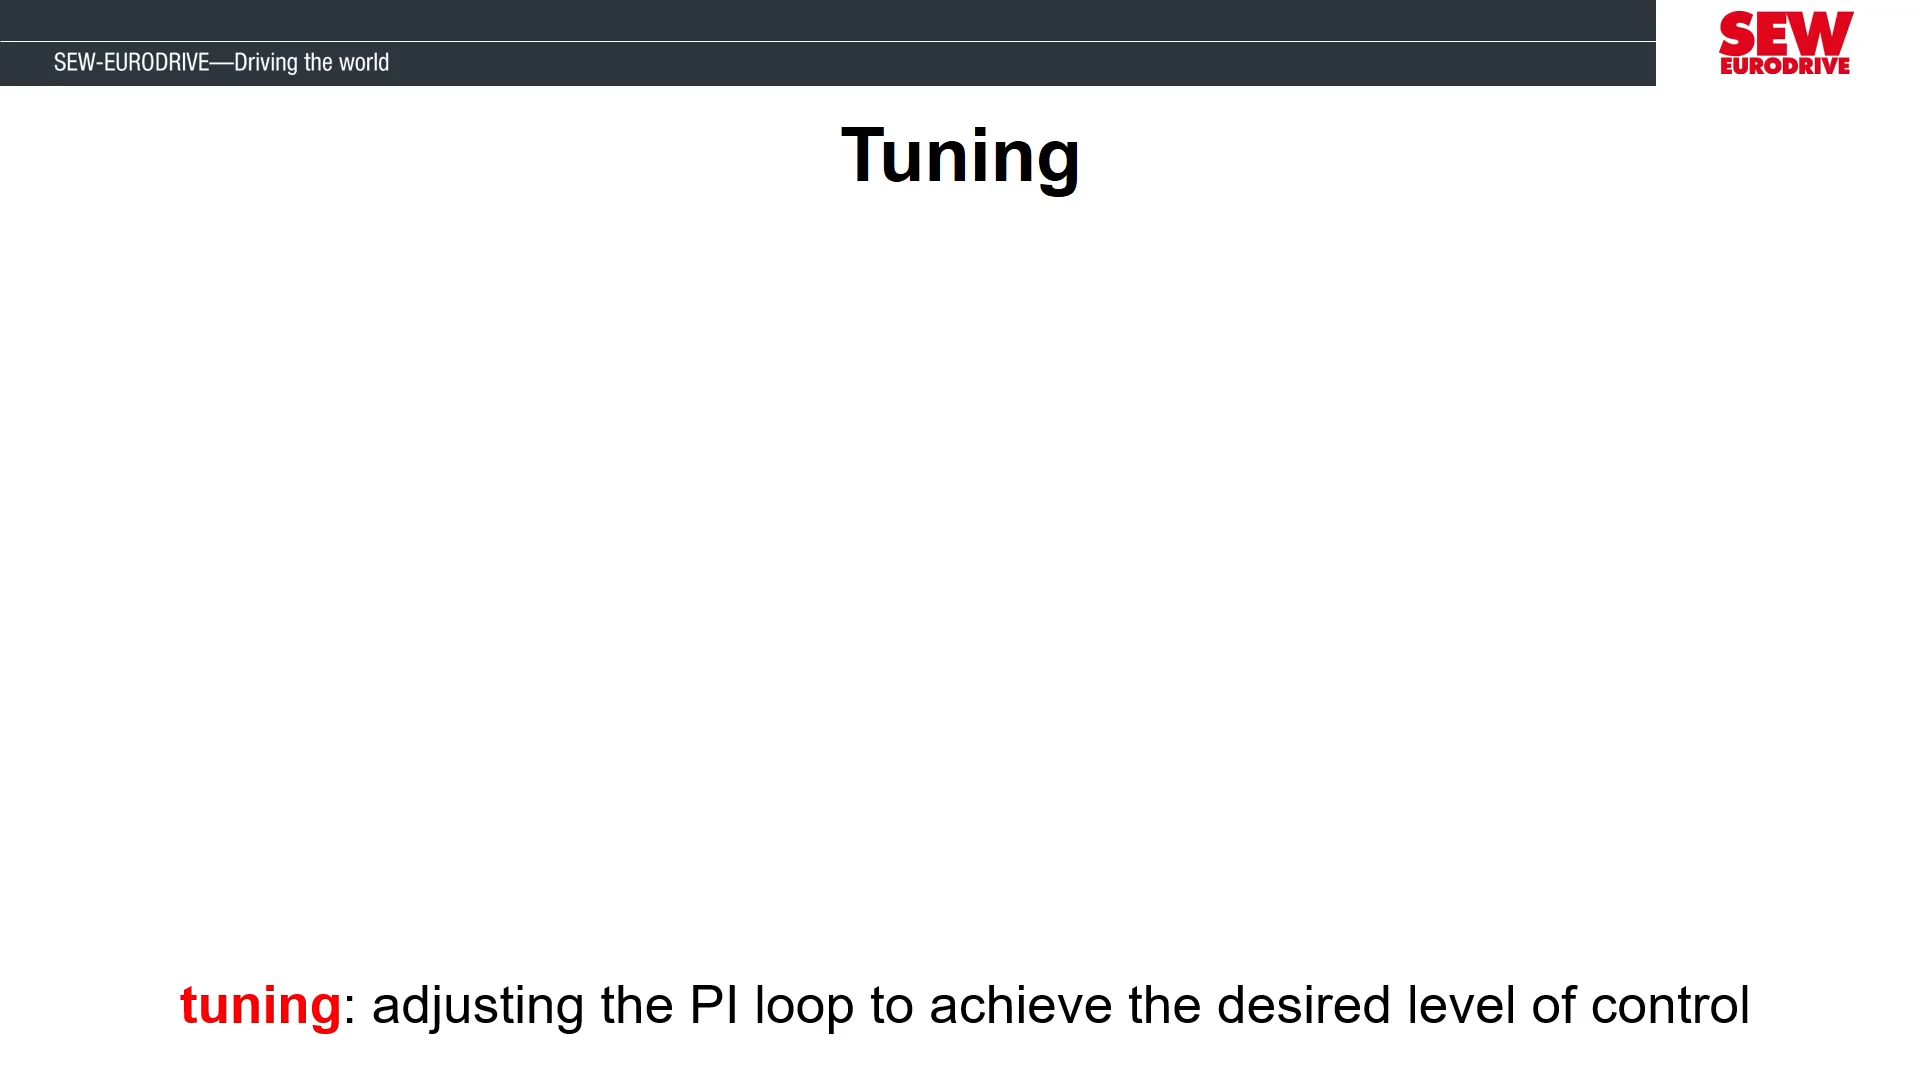 SEW-EURODRIVE—Driving the world
SEW
EURODRIVE
Tuning
tuning: adjusting the PI loop to achieve the desired level of control